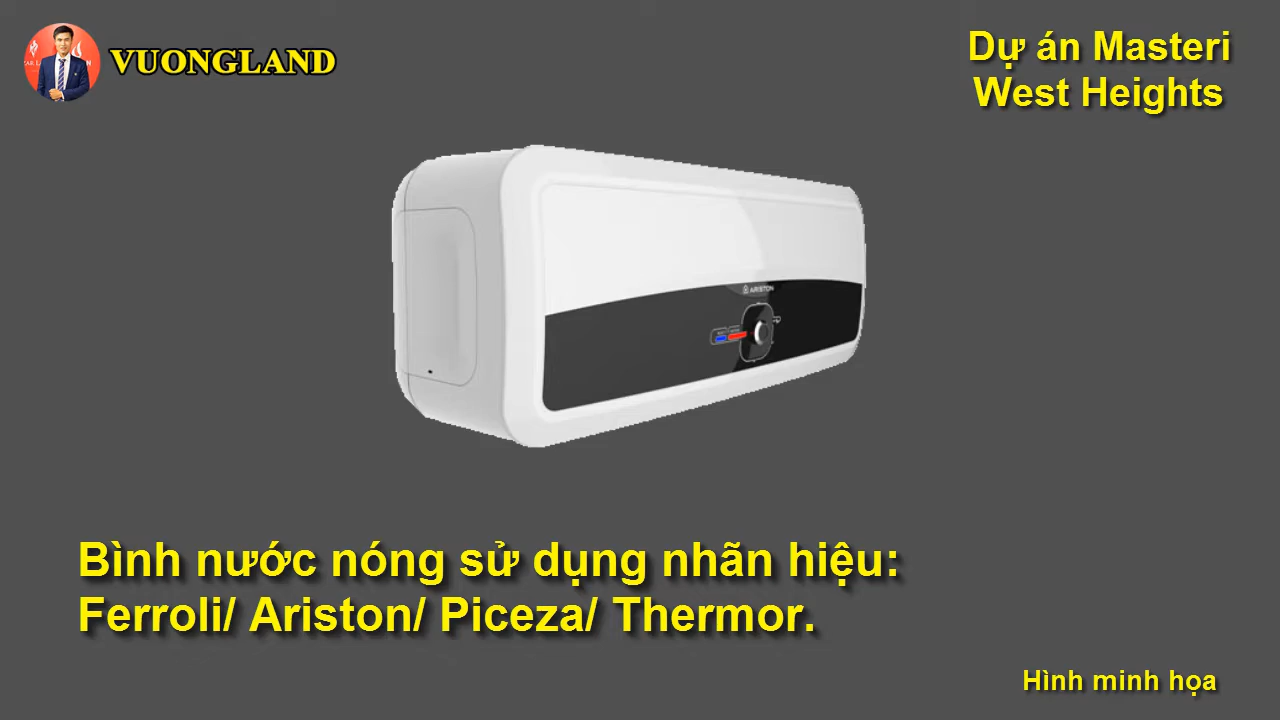 VUONGLAND
Dự án Masteri
West Heights
ARISTON
Bình nước nóng sử dụng nhãn hiệu:
Ferroli/ Ariston/ Piceza/ Thermor.
Hình minh họa